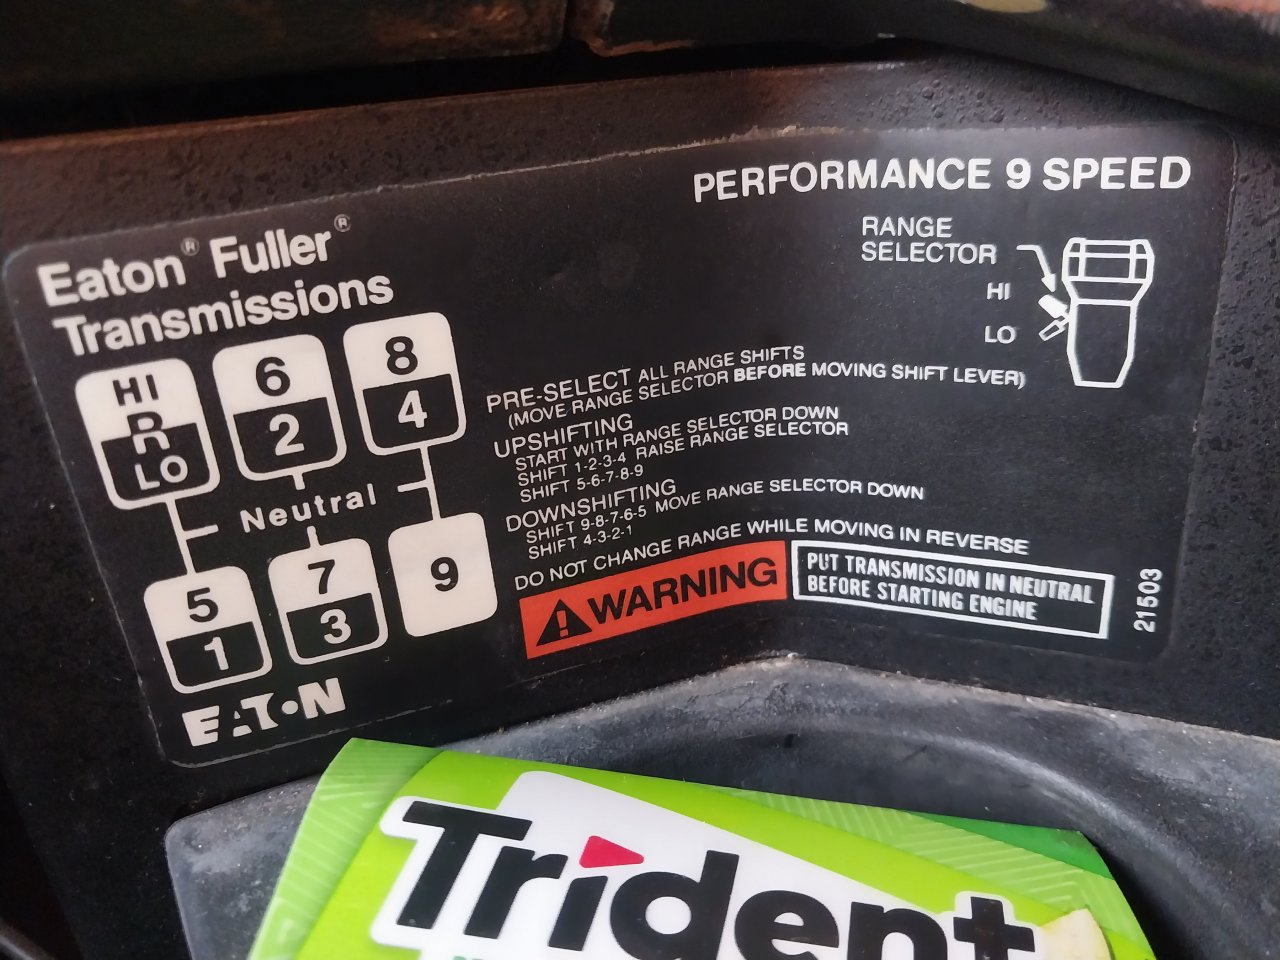 PERFORMANCE 9 SPEED
Eaton® Fuller®
Transmissions
RANGE
SELECTOR
HI
LO
HI
R
LO
6
2
8
4
Neutral
5
1
7
3
9
PRE-SELECT ALL RANGE SHIFTS
(MOVE RANGE SELECTOR BEFORE MOVING SHIFT LEVER)
UPSHIFTING
START WITH RANGE SELECTOR DOWN
SHIFT 1-2-3-4 RAISE RANGE SELECTOR
SHIFT 5-6-7-8-9
DOWNSHIFTING
SHIFT 9-8-7-6-5 MOVE RANGE SELECTOR DOWN
SHIFT 4-3-2-1
DO NOT CHANGE RANGE WHILE MOVING IN REVERSE
WARNING
PUT TRANSMISSION IN NEUTRAL
BEFORE STARTING ENGINE
21503
EATON
Trident